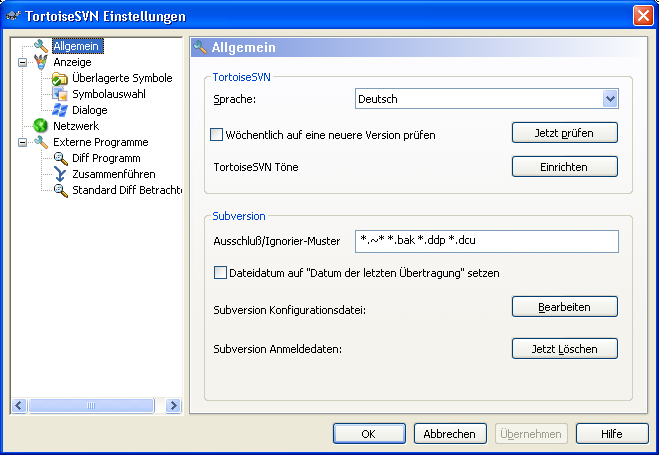 TortoiseSVN Einstellungen
Allgemein
Anzeige
Überlagerte Symbole
Symbolauswahl
Dialoge
Netzwerk
Externe Programme
Diff Programm
Zusammenführen
Standard Diff Betrachte
Allgemein
TortoiseSVN
Sprache: Deutsch
Wöchentlich auf eine neuere Version prüfen Jetzt prüfen
TortoiseSVN Töne Einrichten
Subversion
Ausschluß/Ignorier-Muster *.~* *.bak *.ddp *.dcu
Dateidatum auf "Datum der letzten Übertragung" setzen
Subversion Konfigurationsdatei: Bearbeiten
Subversion Anmeldedaten: Jetzt Löschen
OK Abbrechen Übernehmen Hilfe